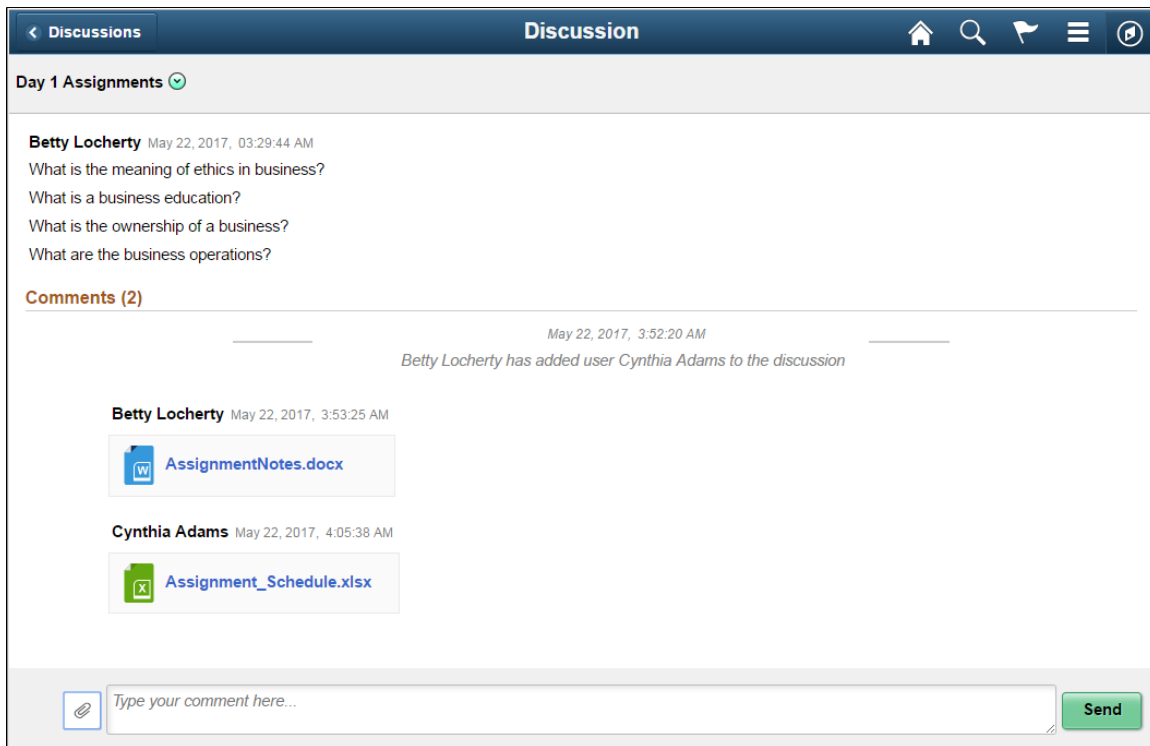 Discussions
Discussion
Day 1 Assignments
Betty Locherty May 22, 2017, 03:29:44 AM
What is the meaning of ethics in business?
What is a business education?
What is the ownership of a business?
What are the business operations?
Comments (2)
May 22, 2017, 3:52:20 AM
Betty Locherty has added user Cynthia Adams to the discussion
Betty Locherty May 22, 2017, 3:53:25 AM
W
AssignmentNotes.docx
Cynthia Adams May 22, 2017, 4:05:38 AM
X
Assignment_Schedule.xlsx
Type your comment here...
Send